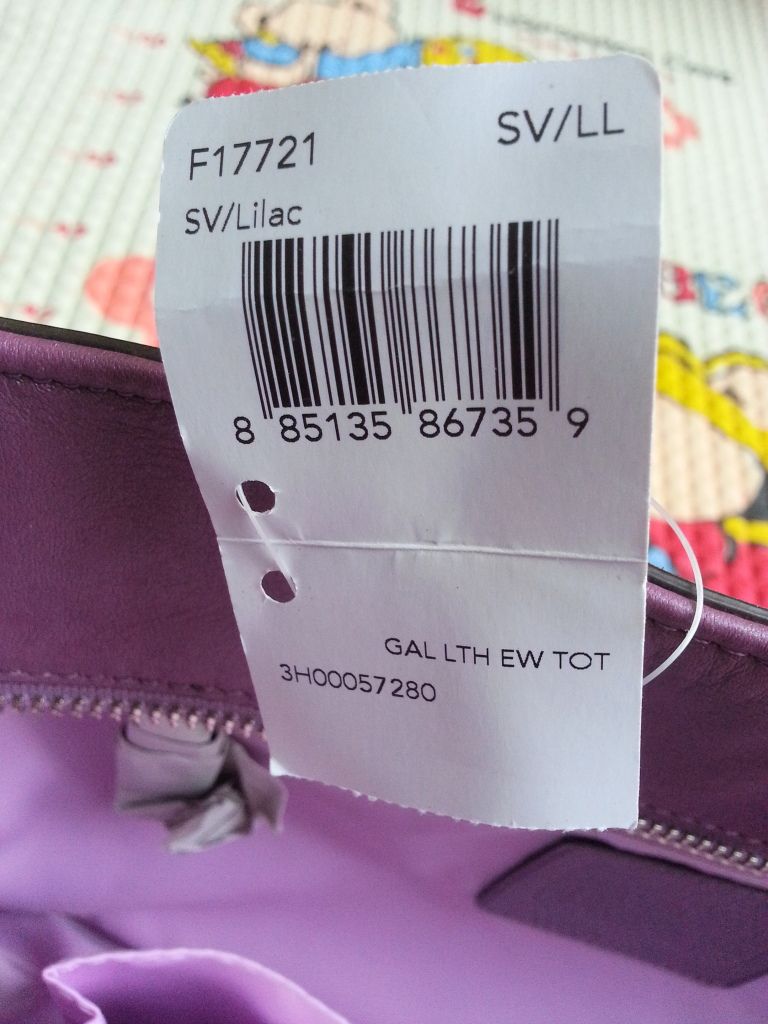 F17721 SV/LL
SV/Lilac
8 85135 86735 9
GAL LTH EW TOT
3H00057280